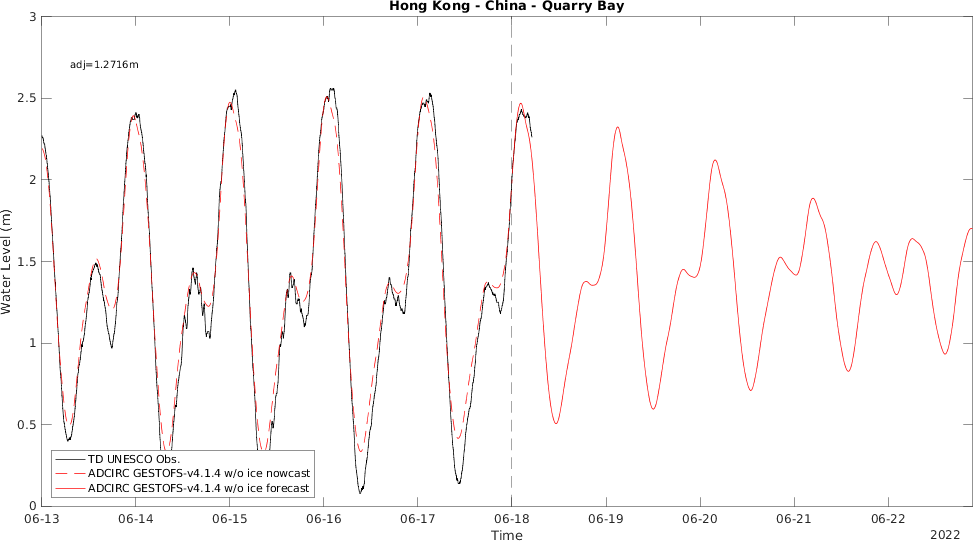 Hong Kong - China - Quarry Bay
adj=1.2716m
3
2.5
2
1.5
1
0.5
0
Water Level (m)
TD UNESCO Obs.
ADCIRC GESTOFS-v4.1.4 w/o ice nowcast
ADCIRC GESTOFS-v4.1.4 w/o ice forecast
06-13 06-14 06-15 06-16 06-17 06-18 06-19 06-20 06-21 06-22
Time
2022